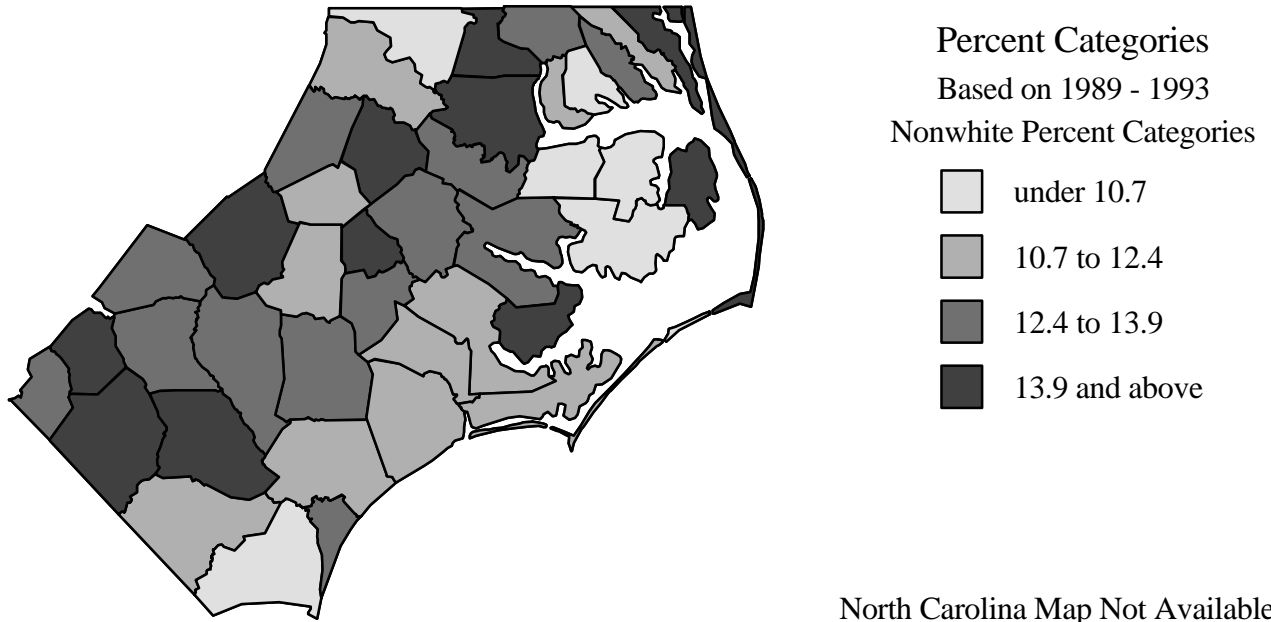 Percent Categories
Based on 1989 - 1993
Nonwhite Percent Categories
under 10.7
10.7 to 12.4
12.4 to 13.9
13.9 and above
North Carolina Map Not Available